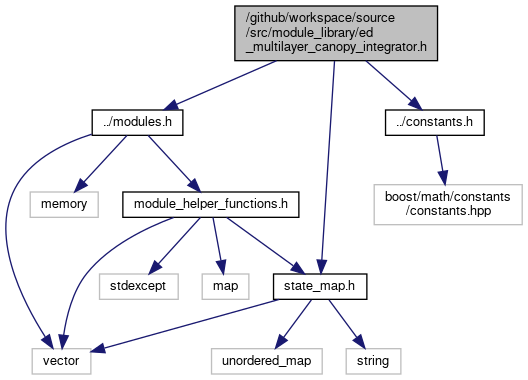 /github/workspace/source
/src/module_library/ed
_multilayer_canopy_integrator.h
../modules.h
../constants.h
memory
module_helper_functions.h
boost/math/constants
/constants.hpp
stdexcept
map
state_map.h
vector
unordered_map
string